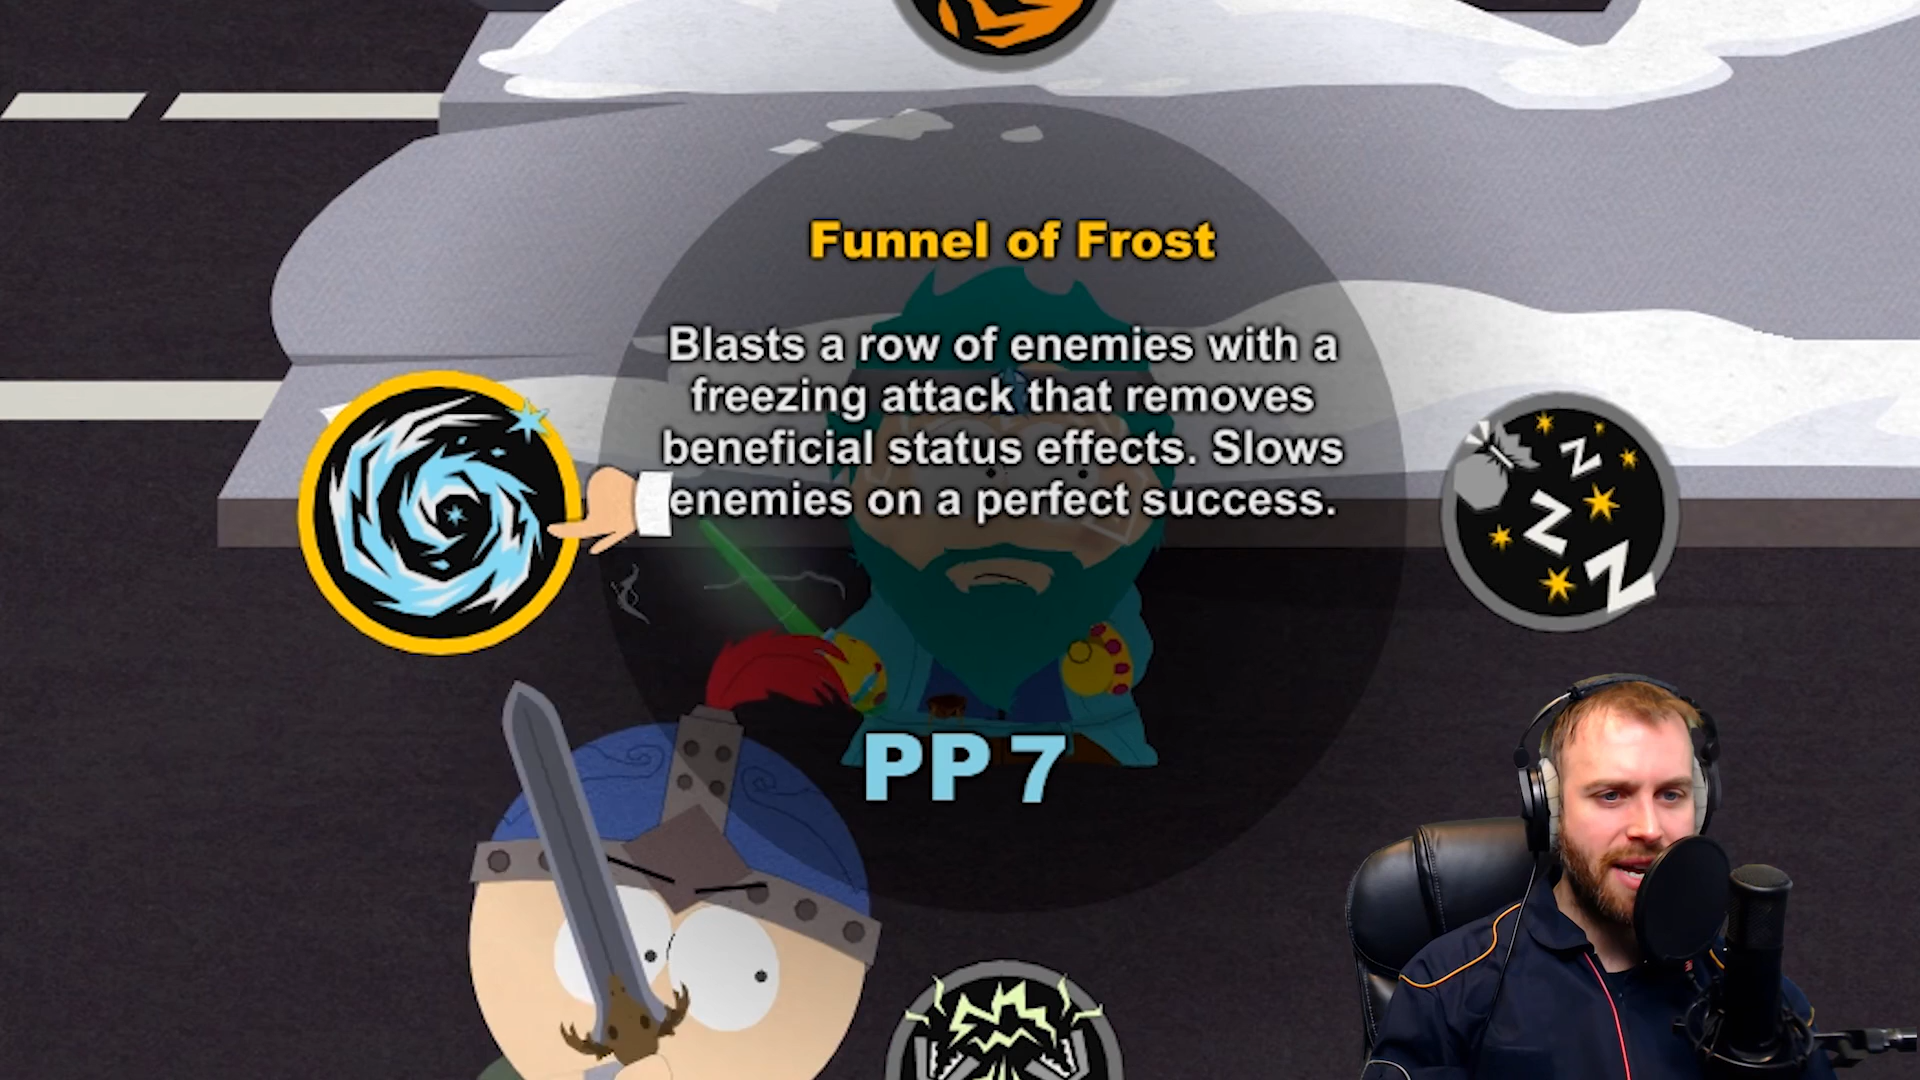 Funnel of Frost
Blasts a row of enemies with a
freezing attack that removes
beneficial status effects. Slows
enemies on a perfect success.
PP 7
Z
Z
Z